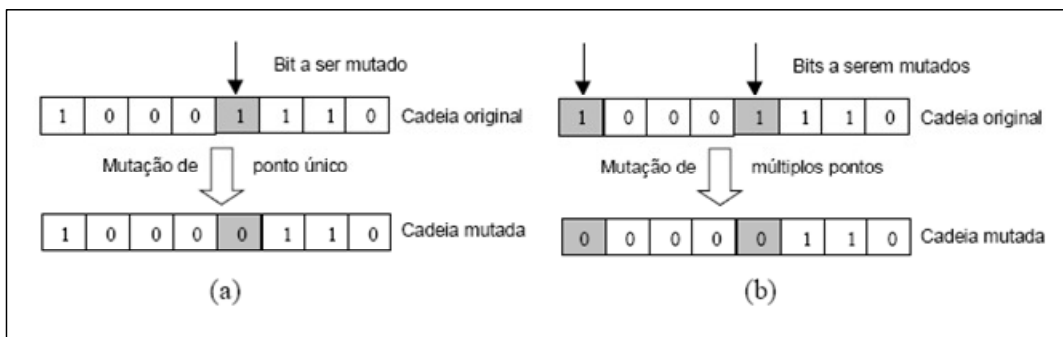 Bit a ser mutado
1 0 0 0 1 1 1 0 Cadeia original
Mutação de ponto único
1 0 0 0 0 1 1 0 Cadeia mutada
(a)
Bits a serem mutados
1 0 0 0 1 1 1 0 Cadeia original
Mutação de múltiplos pontos
0 0 0 0 0 1 1 0 Cadeia mutada
(b)